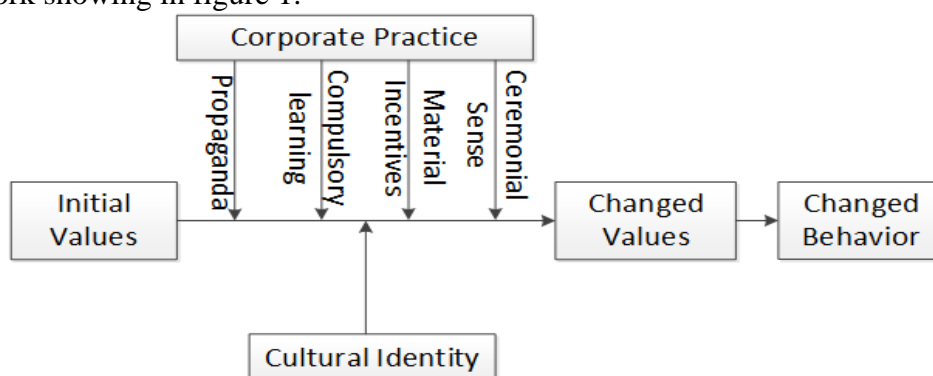 ork showing in figure 1.
Corporate Practice
Propaganda
Compulsory
learning
Material
Incentives
Ceremonial
Sense
Initial
Values
Changed
Values
Changed
Behavior
Cultural Identity